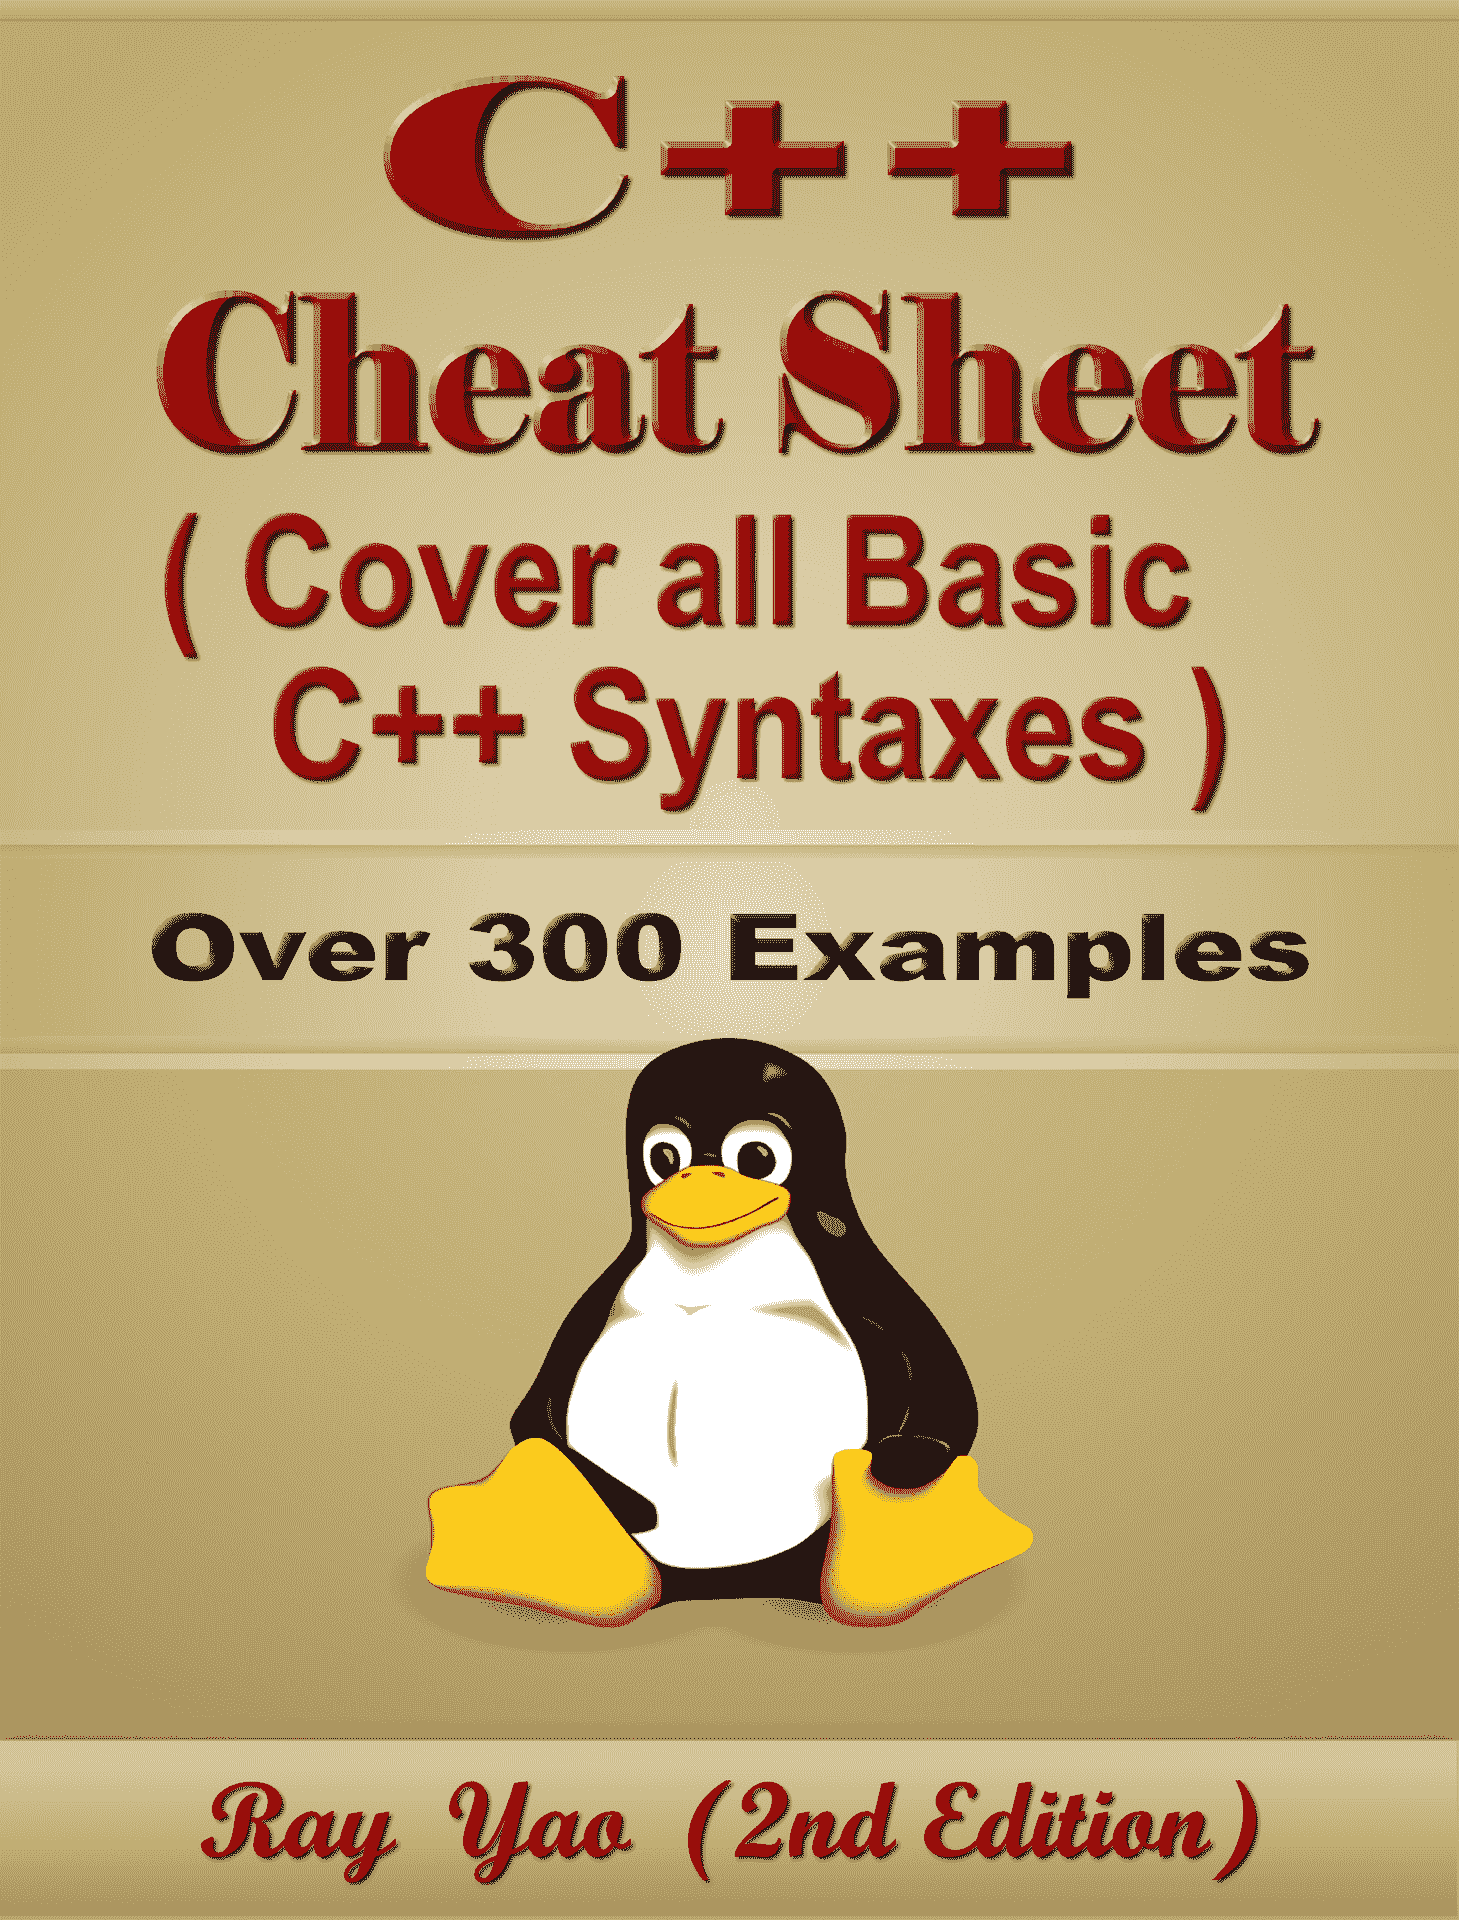 C++
Cheat Sheet
( Cover all Basic
C++ Syntaxes )
Over 300 Examples
Ray Yao (2nd Edition)